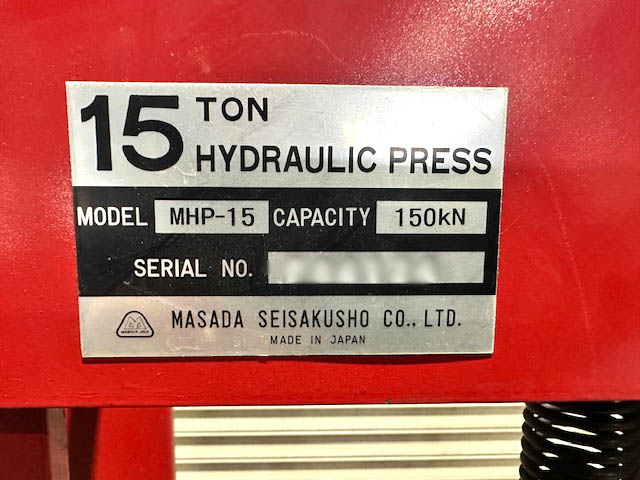 15 TON
HYDRAULIC PRESS
MODEL MHP-15 CAPACITY 150kN
SERIAL NO.
MASADA SEISAKUSHO CO., LTD.
MADE IN JAPAN